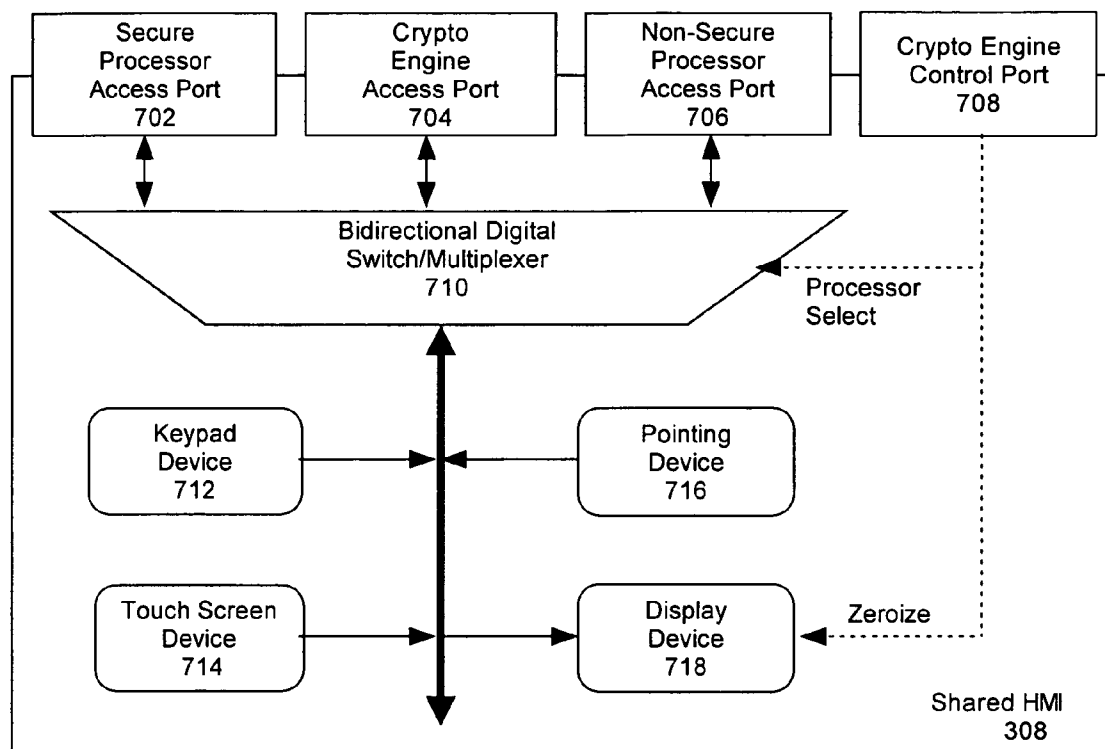 Secure
Processor
Access Port
702
Crypto
Engine
Access Port
704
Non-Secure
Processor
Access Port
706
Crypto Engine
Control Port
708
Bidirectional Digital
Switch/Multiplexer
710
Processor
Select
Keypad
Device
712
Pointing
Device
716
Touch Screen
Device
714
Display
Device
718
Zeroize
Shared HMI
308